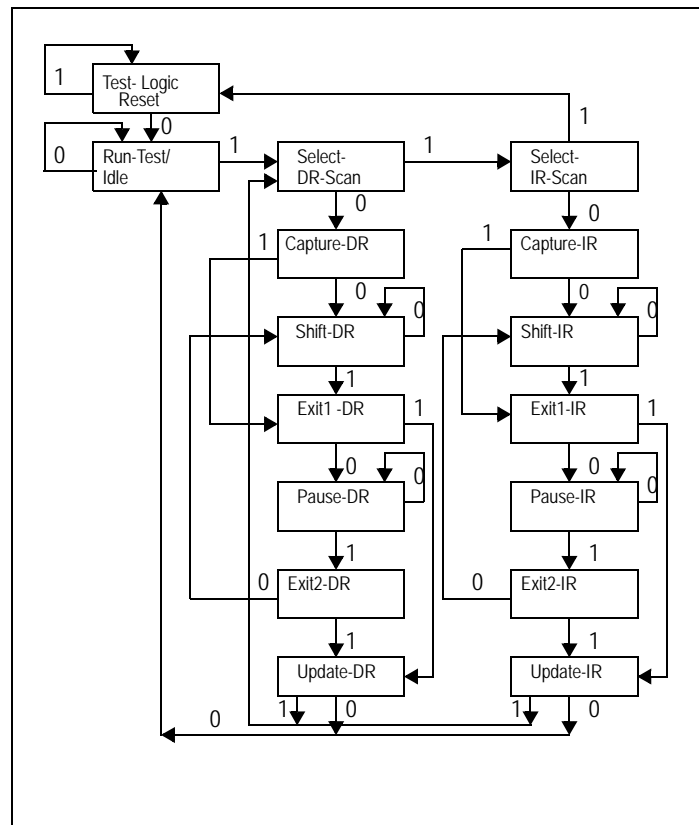 1
Test- Logic
Reset
0
1
0
Run-Test/
Idle
1
Select-
DR-Scan
1
Select-
IR-Scan
0
0
1
Capture-DR
1
Capture-IR
0
0
Shift-DR
0
Shift-IR
0
1
1
Exit1 -DR
1
Exit1-IR
1
0
0
Pause-DR
0
Pause-IR
0
1
1
0
Exit2-DR
0
Exit2-IR
1
1
Update-DR
Update-IR
0
1
0
1
0